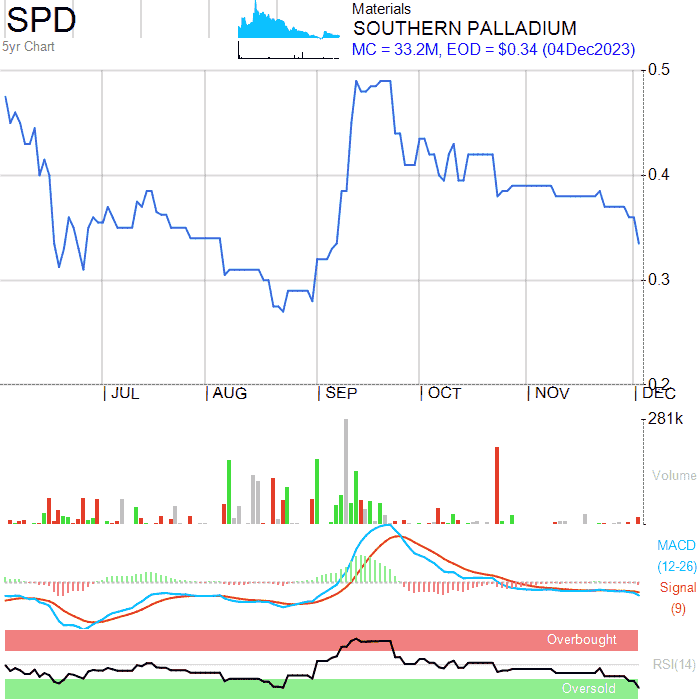 SPD
5yr Chart
Materials
SOUTHERN PALLADIUM
MC = 33.2M, EOD = $0.34 (04Dec2023)
0.5
0.4
0.3
0.2
JUL AUG SEP OCT NOV DEC
281k
Volume
MACD
(12-26)
Signal
(9)
Overbought
RSI(14)
Oversold